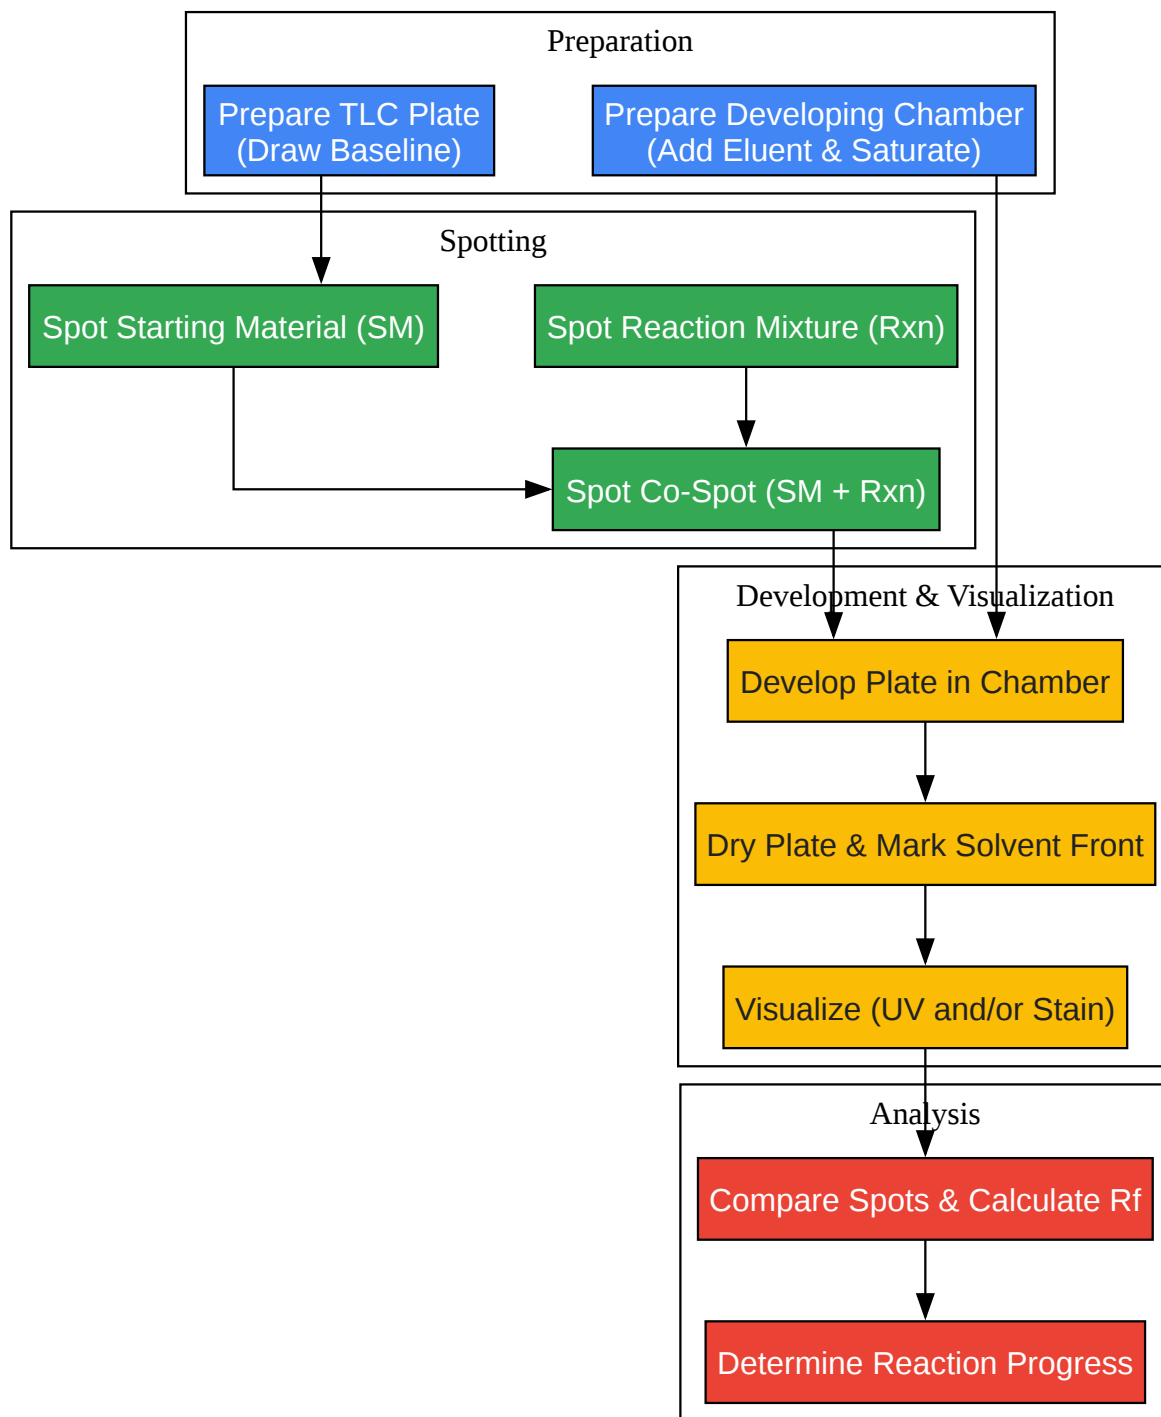 Preparation
Prepare TLC Plate
(Draw Baseline)
Prepare Developing Chamber
(Add Eluent & Saturate)
Spotting
Spot Starting Material (SM)
Spot Reaction Mixture (Rxn)
Spot Co-Spot (SM + Rxn)
Development & Visualization
Develop Plate in Chamber
Dry Plate & Mark Solvent Front
Visualize (UV and/or Stain)
Analysis
Compare Spots & Calculate Rf
Determine Reaction Progress